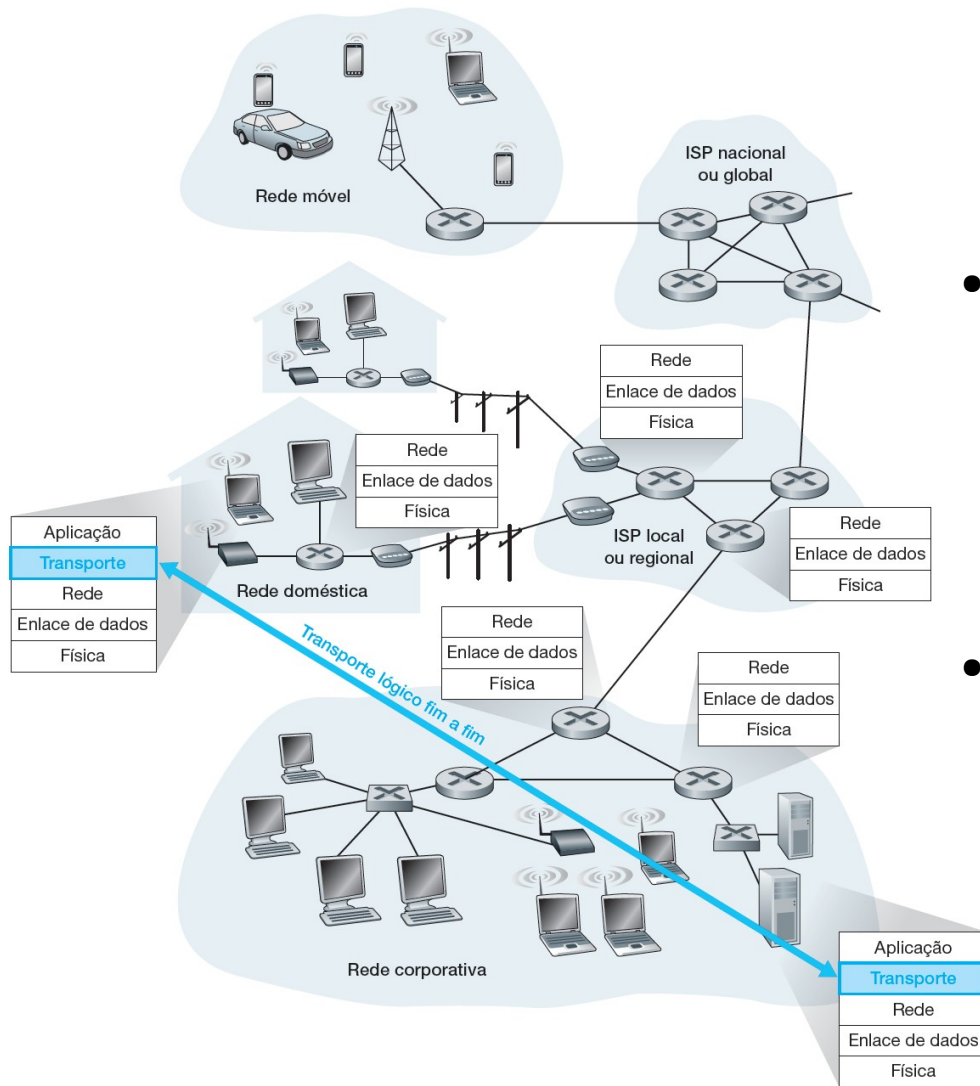 Rede móvel
ISP nacional
ou global
Rede
Enlace de dados
Física
Rede
Enlace de dados
Física
ISP local
ou regional
Rede
Enlace de dados
Física
Aplicação
Transporte
Rede
Enlace de dados
Física
Rede doméstica
Transporte lógico fim a fim
Rede
Enlace de dados
Física
Rede
Enlace de dados
Física
Rede corporativa
Aplicação
Transporte
Rede
Enlace de dados
Física